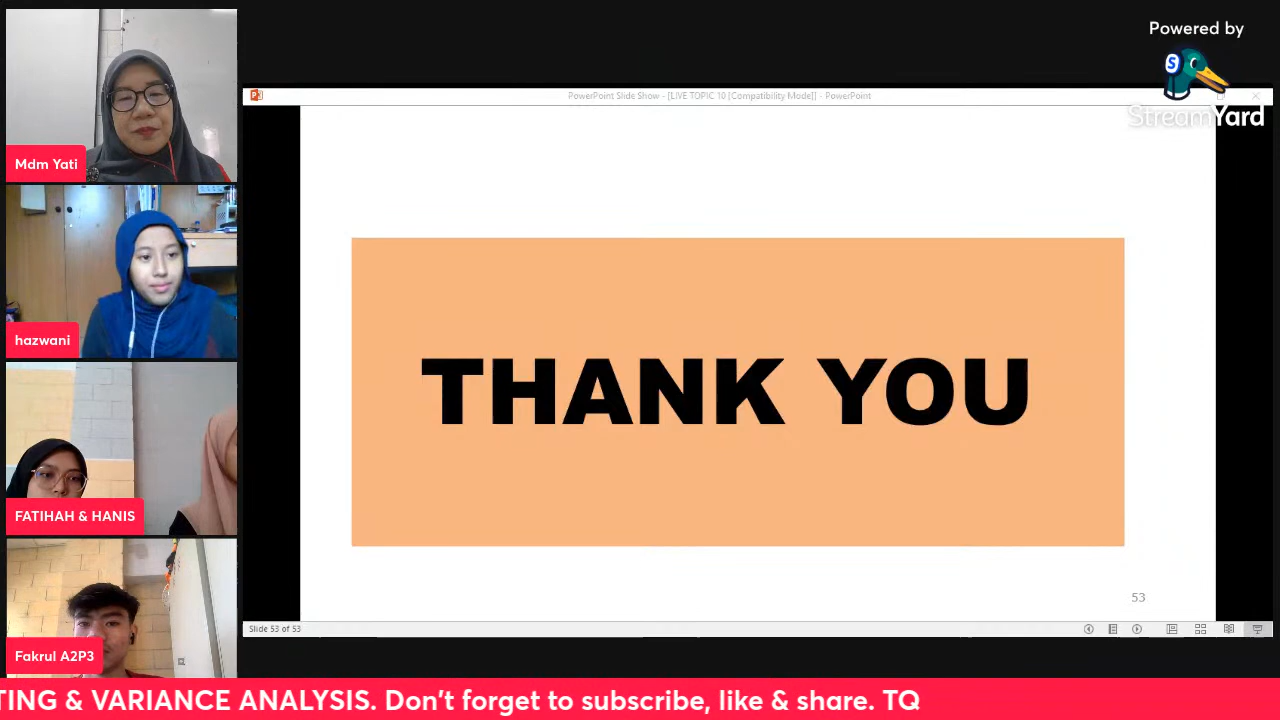 Powered by
S
StreamYard
PowerPoint Slide Show - [LIVE TOPIC 10 [Compatibility Mode]] - PowerPoint
Mdm Yati
hazwani
FATIHAH & HANIS
Fakrul A2P3
THANK YOU
53
Slide 53 of 53
TING & VARIANCE ANALYSIS. Don't forget to subscribe, like & share. TQ